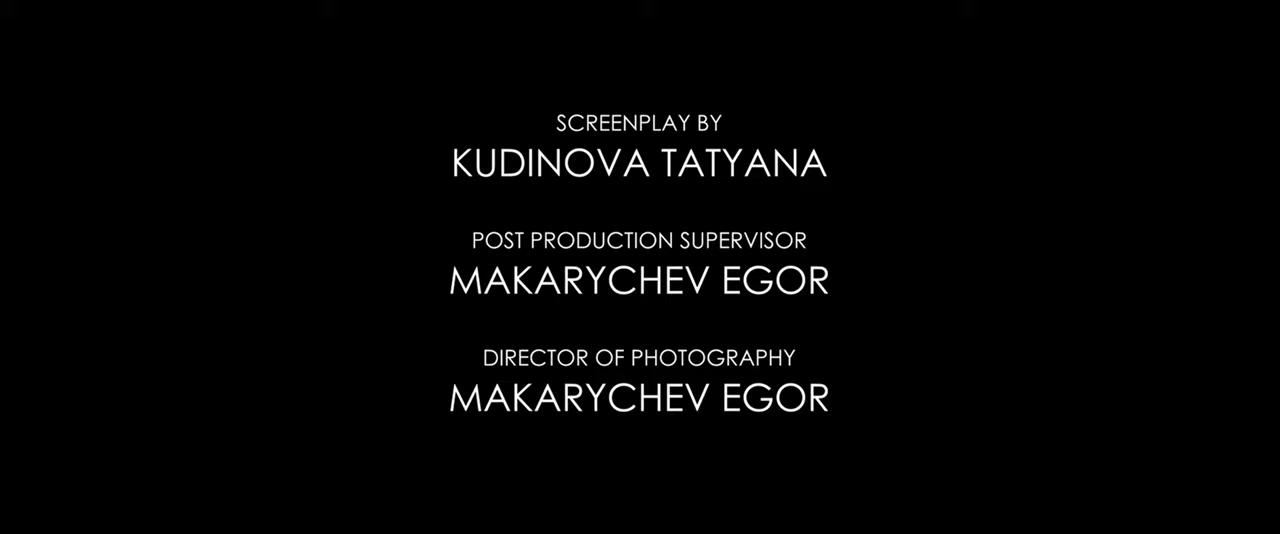 SCREENPLAY BY
KUDINOVA TATYANA
POST PRODUCTION SUPERVISOR
MAKARYCHEV EGOR
DIRECTOR OF PHOTOGRAPHY
MAKARYCHEV EGOR